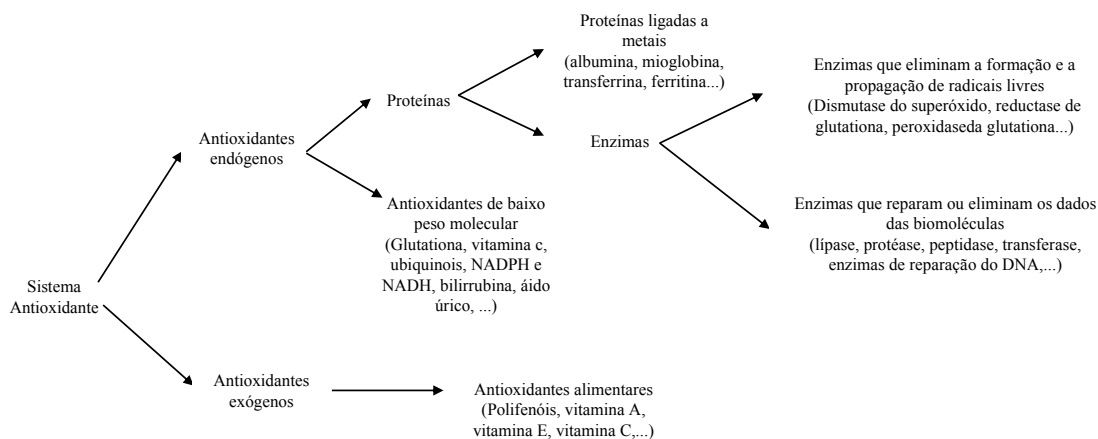 Sistema
Antioxidante
Antioxidantes
endógenos
Proteínas
Proteínas ligadas a
metais
(albumina, mioglobina,
transferrina, ferritina...)
Enzimas
Enzimas que eliminam a formação e a
propagação de radicais livres
(Dismutase do superóxido, reductase de
glutationa, peroxidaseda glutationa...)
Enzimas que reparam ou eliminam os dados
das biomoléculas
(lípase, protéase, peptidase, transferase,
enzimas de reparação do DNA,...)
Antioxidantes de baixo
peso molecular
(Glutationa, vitamina c,
ubiquinois, NADPH e
NADH, bilirrubina, áido
úrico, ...)
Antioxidantes
exógenos
Antioxidantes alimentares
(Polifenóis, vitamina A,
vitamina E, vitamina C,...)